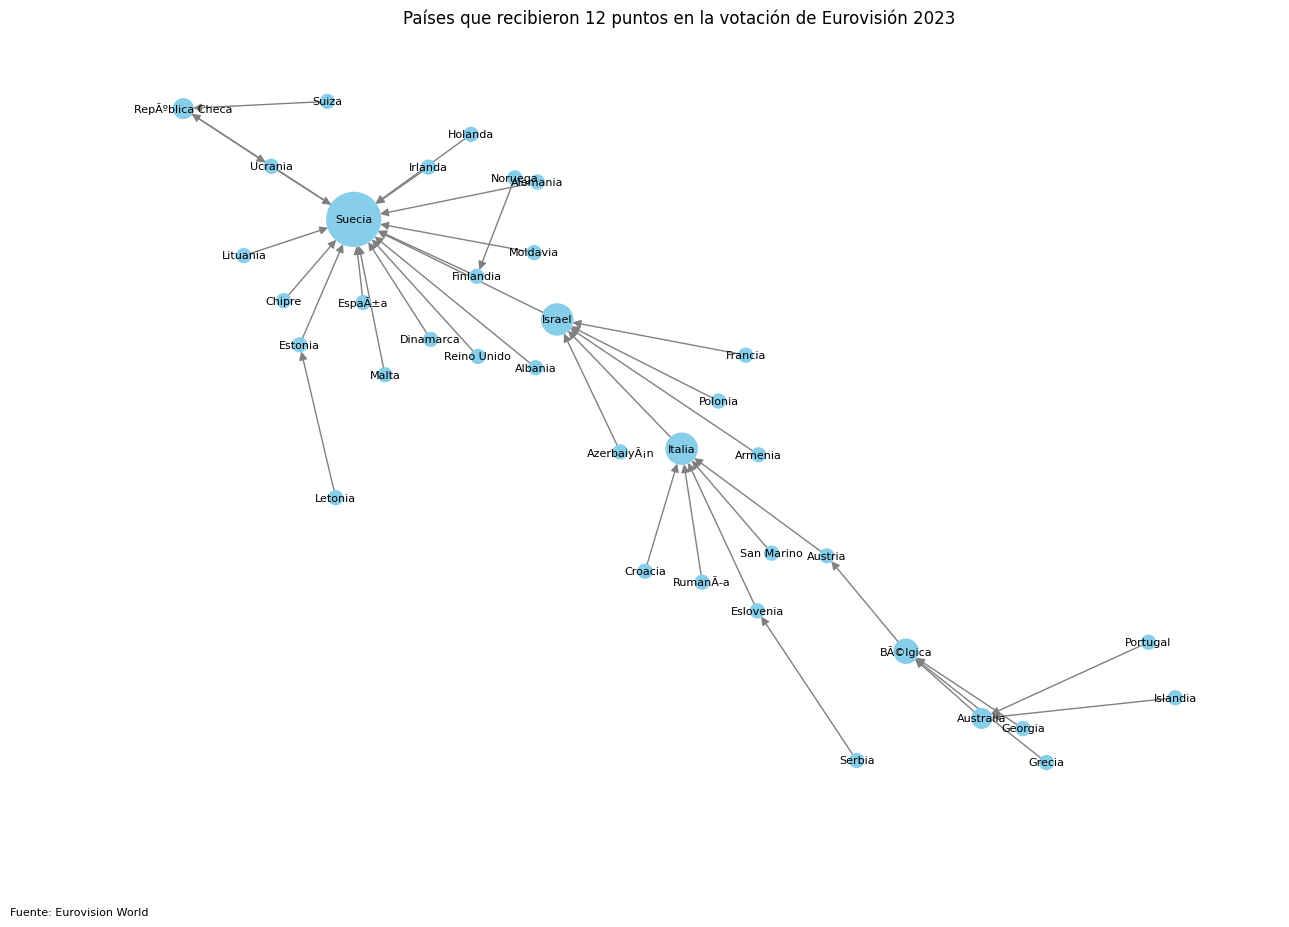 Países que recibieron 12 puntos en la votación de Eurovisión 2023
Suiza
RepÃºblica Checa
Holanda
Ucrania
Irlanda
Noruega
Alemania
Suecia
Moldavia
Lituania
Finlandia
Chipre
EspaÃ±a
Israel
Dinamarca
Estonia
Reino Unido
Francia
Albania
Malta
Polonia
Italia
AzerbaiyÃ¡n
Armenia
Letonia
San Marino
Austria
Croacia
RumanÃ-a
Eslovenia
Portugal
BÃ©lgica
Islandia
Australia
Georgia
Serbia
Grecia
Fuente: Eurovision World